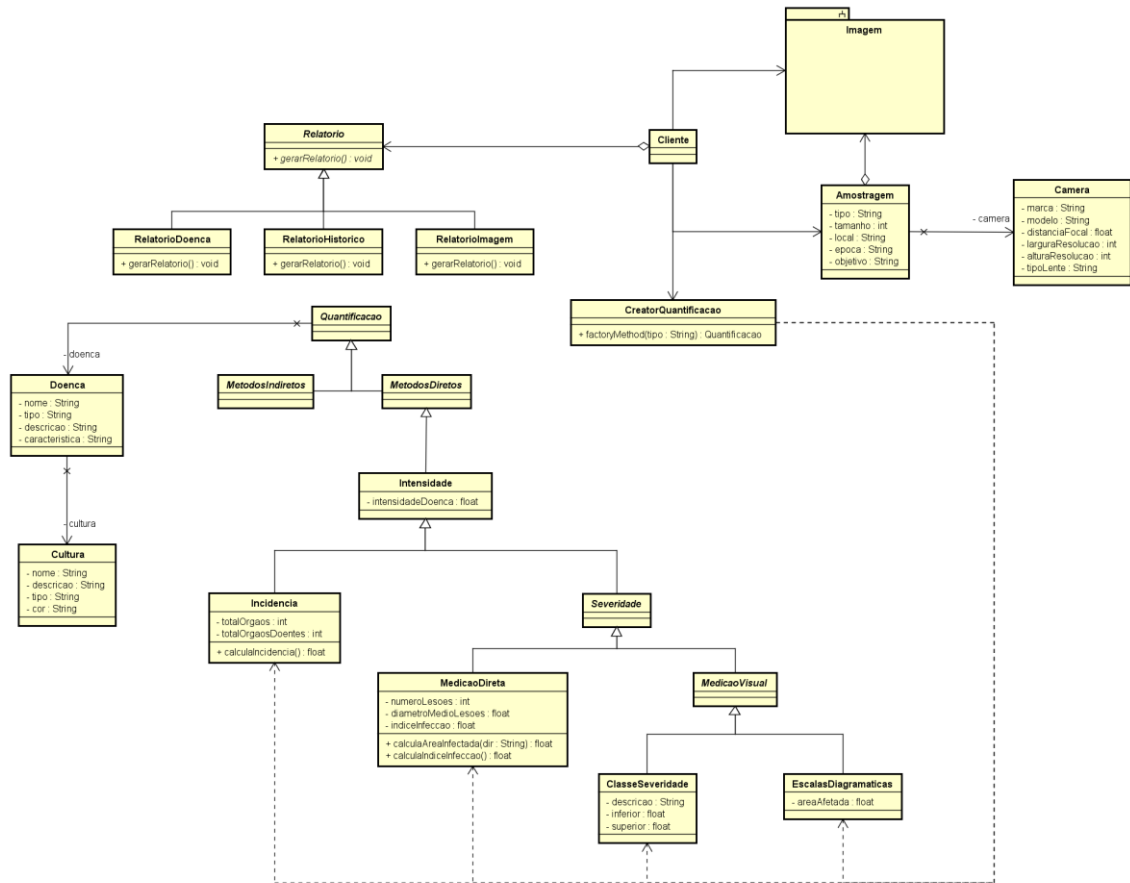 Imagem
Relatorio
+ gerarRelatorio() : void
Cliente
RelatorioDoenca
+ gerarRelatorio() : void
RelatorioHistorico
+ gerarRelatorio() : void
RelatorioImagem
+ gerarRelatorio() : void
Amostragem
- tipo : String
- tamanho : int
- local : String
- epoca : String
- objetivo : String
- camera
Camera
- marca : String
- modelo : String
- distanciaFocal : float
- larguraResolucao : int
- alturaResolucao : int
- tipoLente : String
CreatorQuantificacao
+ factoryMethod(tipo : String) : Quantificacao
Quantificacao
- doenca
Doenca
- nome : String
- tipo : String
- descricao : String
- caracteristica : String
MetodosIndiretos
MetodosDiretos
Intensidade
- intensidadeDoenca : float
- cultura
Cultura
- nome : String
- descricao : String
- tipo : String
- cor : String
Incidencia
- totalOrgaos : int
- totalOrgaosDoentes : int
+ calculaIncidencia() : float
Severidade
MedicaoDireta
- numeroLesoes : int
- diametroMedioLesoes : float
- indiceInfeccao : float
+ calculaAreaInfectada(dir : String) : float
+ calculaIndiceInfeccao() : float
MedicaoVisual
ClasseSeveridade
- descricao : String
- inferior : float
- superior : float
EscalasDiagramaticas
- areaAfetada : float